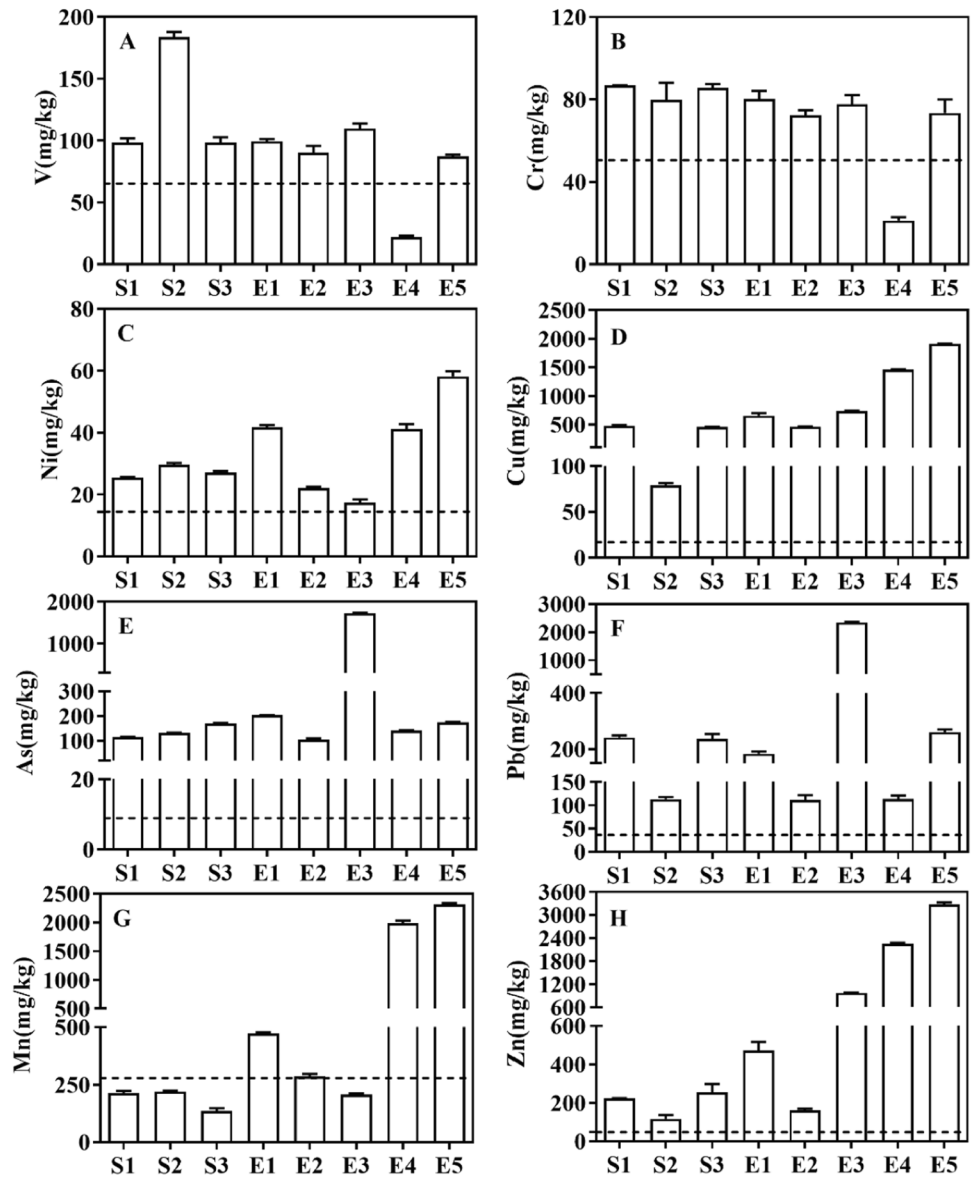 A
V(mg/kg)
200
150
100
50
0
S1 S2 S3 E1 E2 E3 E4 E5
B
Cr(mg/kg)
120
80
40
0
S1 S2 S3 E1 E2 E3 E4 E5
C
Ni(mg/kg)
80
60
40
20
0
S1 S2 S3 E1 E2 E3 E4 E5
D
Cu(mg/kg)
2500
2000
1500
1000
500
100
50
0
S1 S2 S3 E1 E2 E3 E4 E5
E
As(mg/kg)
2000
1000
300
200
100
20
0
S1 S2 S3 E1 E2 E3 E4 E5
F
Pb(mg/kg)
3000
2000
1000
400
200
150
100
50
0
S1 S2 S3 E1 E2 E3 E4 E5
G
Mn(mg/kg)
2500
2000
1500
1000
500
500
250
0
S1 S2 S3 E1 E2 E3 E4 E5
H
Zn(mg/kg)
3600
3000
2400
1800
1200
600
600
400
200
0
S1 S2 S3 E1 E2 E3 E4 E5